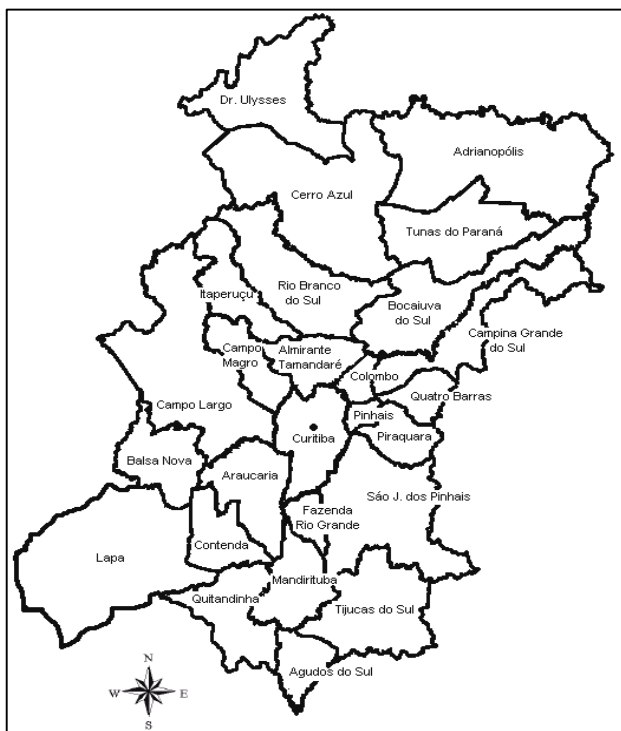 Dr. Ulysses
Adrianopólis
Cerro Azul
Tunas do Paraná
Itaperuçu
Rio Branco
do Sul
Bocaiuva
do Sul
Campina Grande
do Sul
Campo
Magro
Almirante
Tamandaré
Colombo
Quatro Barras
Campo Largo
Pinhais
Curitiba
Piraquara
Balsa Nova
Araucaria
Sáo J. dos Pinhais
Fazenda
Rio Grande
Lapa
Contenda
Mandirituba
Quitandinha
Tijucas do Sul
Agudos do Sul
N
W
E
S